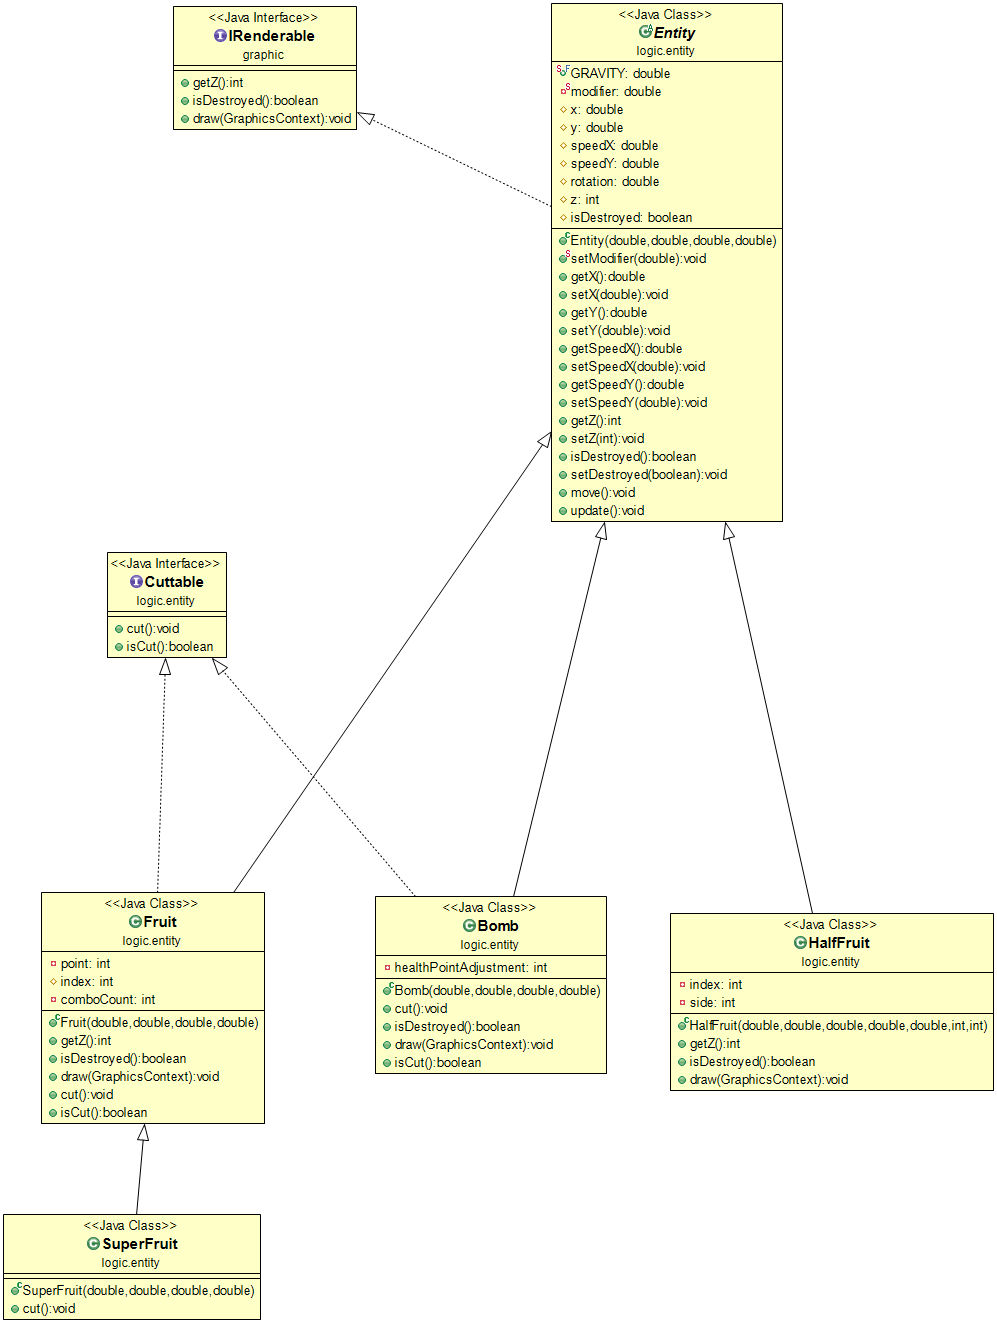 <<Java Interface>>
IRenderable
graphic
getZ():int
isDestroyed():boolean
draw(GraphicsContext):void
<<Java Class>>
Entity
logic.entity
GRAVITY: double
modifier: double
x: double
y: double
speedX: double
speedY: double
rotation: double
z: int
isDestroyed: boolean
Entity(double,double,double,double)
setModifier(double):void
getX():double
setX(double):void
getY():double
setY(double):void
getSpeedX():double
setSpeedX(double):void
getSpeedY():double
setSpeedY(double):void
getZ():int
setZ(int):void
isDestroyed():boolean
setDestroyed(boolean):void
move():void
update():void
<<Java Interface>>
Cuttable
logic.entity
cut():void
isCut():boolean
<<Java Class>>
Fruit
logic.entity
point: int
index: int
comboCount: int
Fruit(double,double,double,double)
getZ():int
isDestroyed():boolean
draw(GraphicsContext):void
cut():void
isCut():boolean
<<Java Class>>
Bomb
logic.entity
healthPointAdjustment: int
Bomb(double,double,double,double)
cut():void
isDestroyed():boolean
draw(GraphicsContext):void
isCut():boolean
<<Java Class>>
HalfFruit
logic.entity
index: int
side: int
HalfFruit(double,double,double,double,double,int,int)
getZ():int
isDestroyed():boolean
draw(GraphicsContext):void
<<Java Class>>
SuperFruit
logic.entity
SuperFruit(double,double,double,double)
cut():void